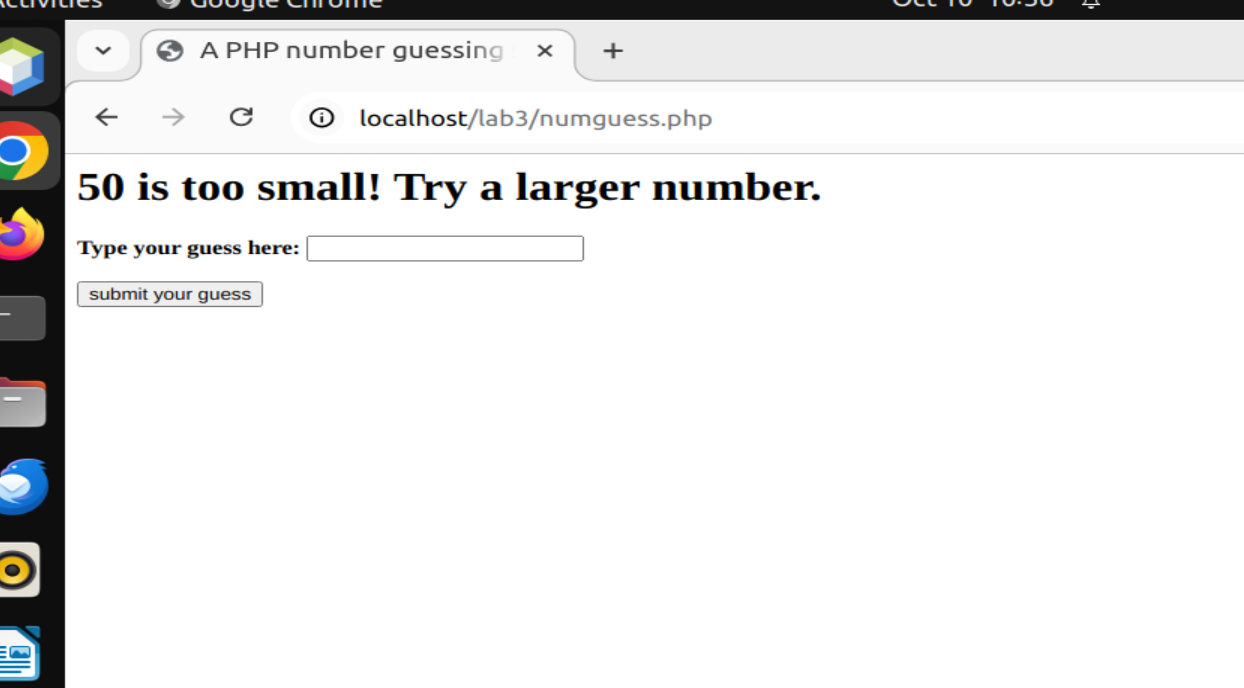 Activities Google Chrome Oct 10 10:36
A PHP number guessing
localhost/lab3/numguess.php
50 is too small! Try a larger number.
Type your guess here:
submit your guess